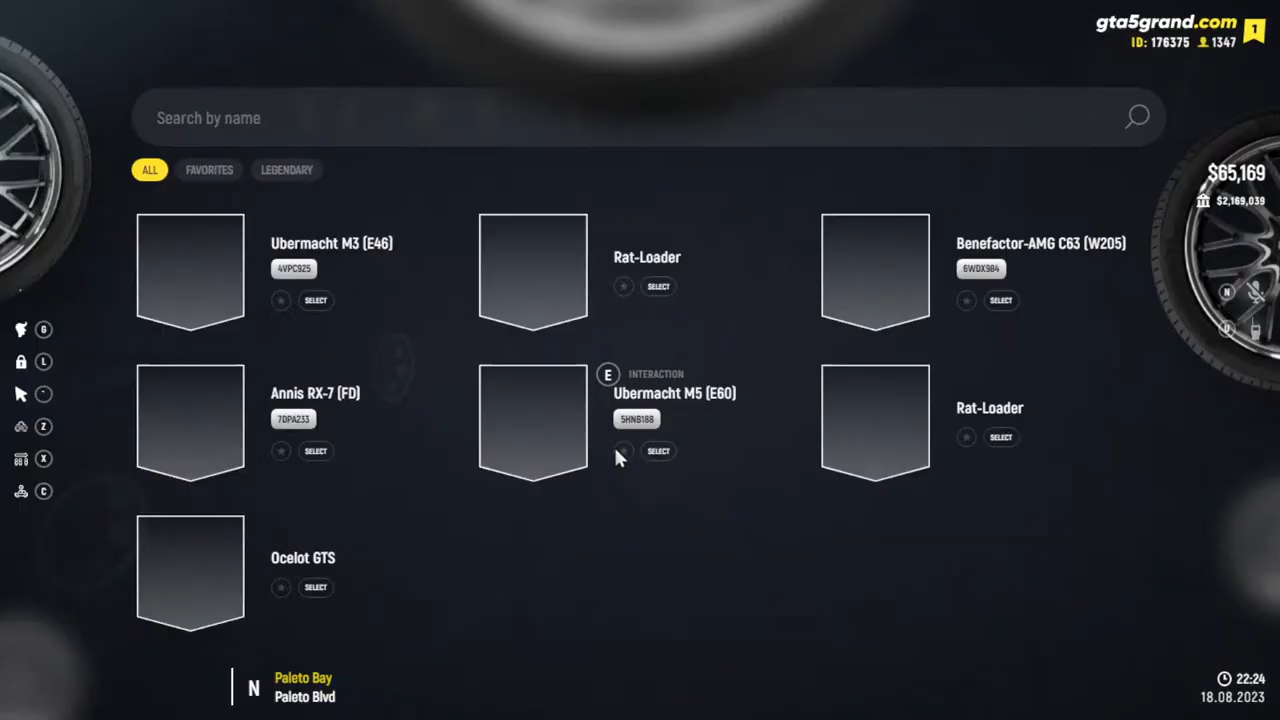 gta5grand.com
1
ID: 176375 1347
Search by name
ALL FAVORITES LEGENDARY
$65,169
$2,169,039
Ubermacht M3 (E46)
4VPC925
SELECT
Rat-Loader
SELECT
Benefactor-AMG C63 (W205)
6WDX984
SELECT
N
U
G
L
Z
X
C
Annis RX-7 (FD)
7DPA233
SELECT
E INTERACTION
Ubermacht M5 (E60)
5HNB188
SELECT
Rat-Loader
SELECT
Ocelot GTS
SELECT
N
Paleto Bay
Paleto Blvd
22:24
18.08.2023